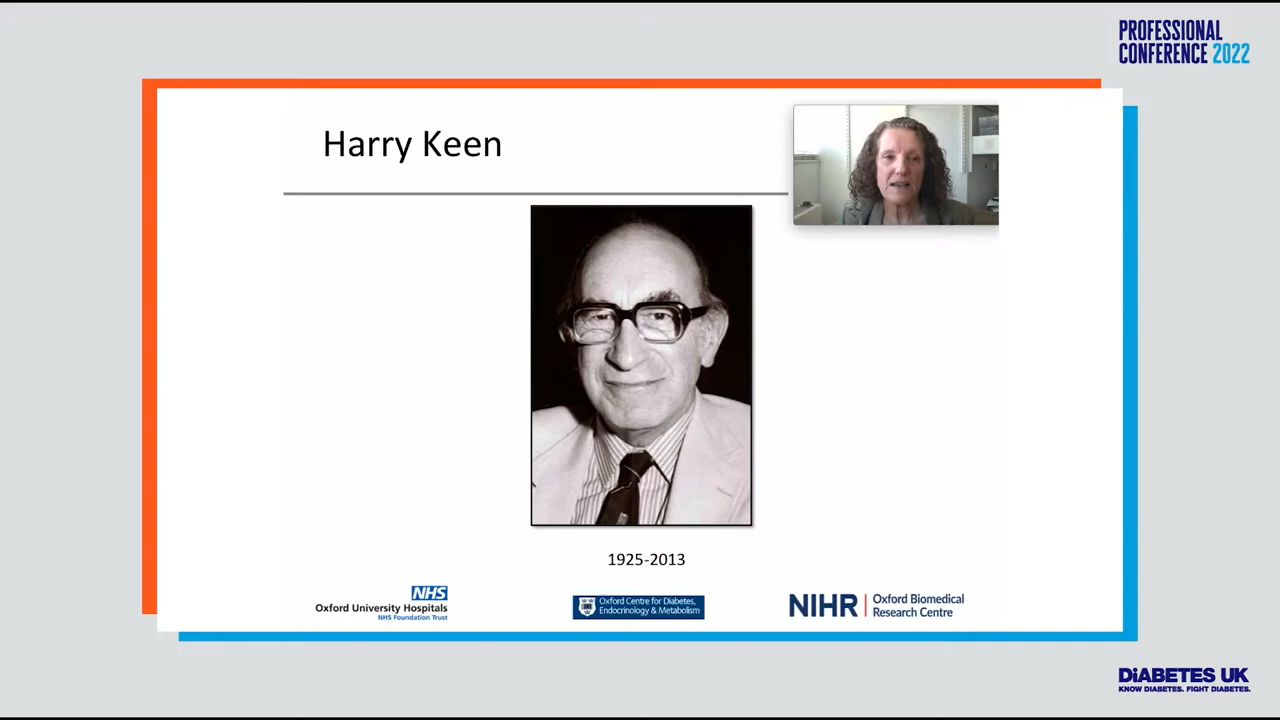 PROFESSIONAL
CONFERENCE 2022
Harry Keen
1925-2013
NHS
Oxford University Hospitals
NHS Foundation Trust
Oxford Centre for Diabetes,
Endocrinology & Metabolism
NIHR | Oxford Biomedical
Research Centre
DiABETES UK
KNOW DIABETES. FIGHT DIABETES.